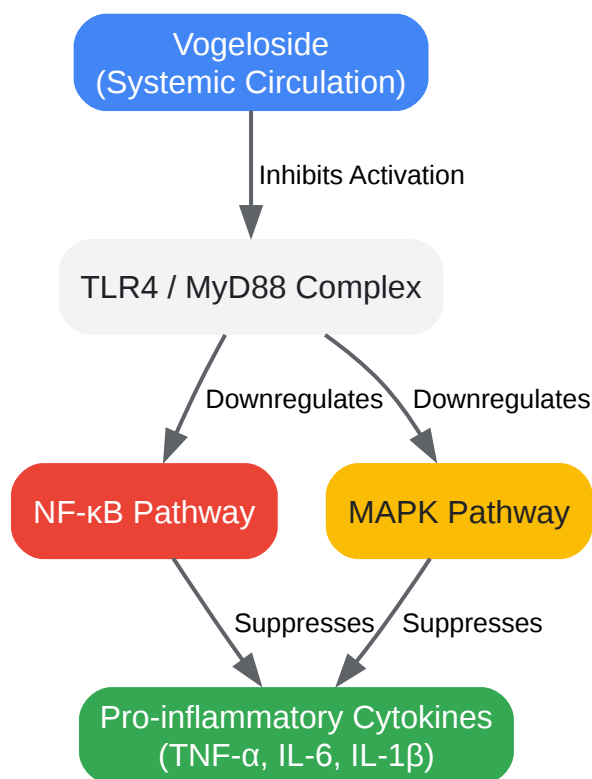 Vogeloside
(Systemic Circulation)
Inhibits Activation
TLR4 / MyD88 Complex
Downregulates
Downregulates
NF-κB Pathway
MAPK Pathway
Suppresses
Suppresses
Pro-inflammatory Cytokines
(TNF-α, IL-6, IL-1β)